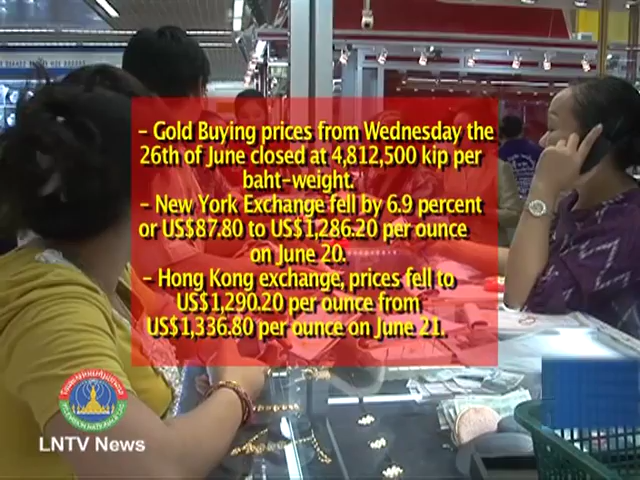 - Gold Buying prices from Wednesday the
26th of June closed at 4,812,500 kip per
baht-weight.
- New York Exchange fell by 6.9 percent
or US$87.80 to US$1,286.20 per ounce
on June 20.
- Hong Kong exchange, prices fell to
US$1,290.20 per ounce from
US$1,336.80 per ounce on June 21.
LNTV News